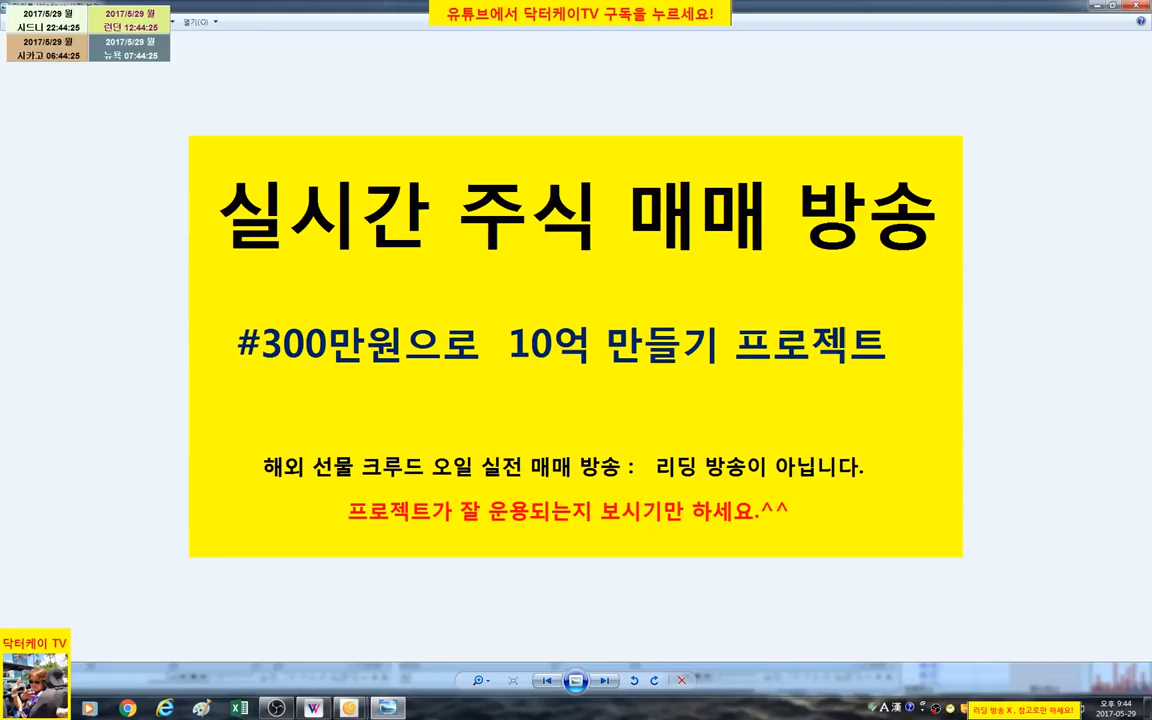 유튜브에서 닥터케이TV 구독을 누르세요!
2017/5/29 월
시드니 22:44:25
2017/5/29 월
런던 12:44:25
2017/5/29 월
시카고 06:44:25
2017/5/29 월
뉴욕 07:44:25
열기(O)
실시간 주식 매매 방송
#300만원으로 10억 만들기 프로젝트
해외 선물 크루드 오일 실전 매매 방송 : 리딩 방송이 아닙니다.
프로젝트가 잘 운용되는지 보시기만 하세요.^^
닥터케이 TV
A 漢
리딩 방송 X , 참고로만 하세요!
오후 9:44
2017-05-29